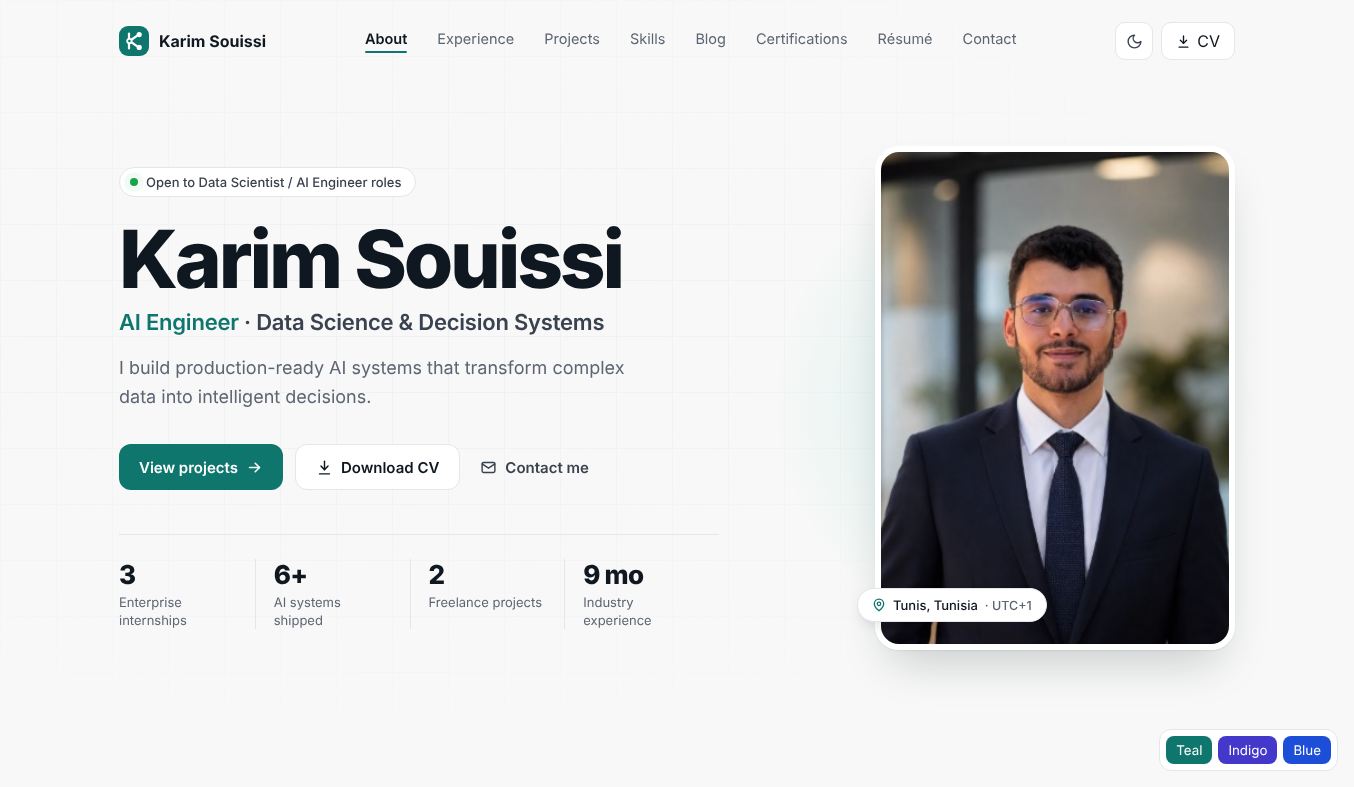 Karim Souissi
About
Experience
Projects
Skills
Blog
Certifications
Résumé
Contact
CV
Open to Data Scientist / AI Engineer roles
Karim Souissi
AI Engineer · Data Science & Decision Systems
I build production-ready AI systems that transform complex
data into intelligent decisions.
View projects →
Download CV
Contact me
3
Enterprise
internships
6+
AI systems
shipped
2
Freelance projects
9 mo
Industry
experience
Tunis, Tunisia · UTC+1
Teal
Indigo
Blue